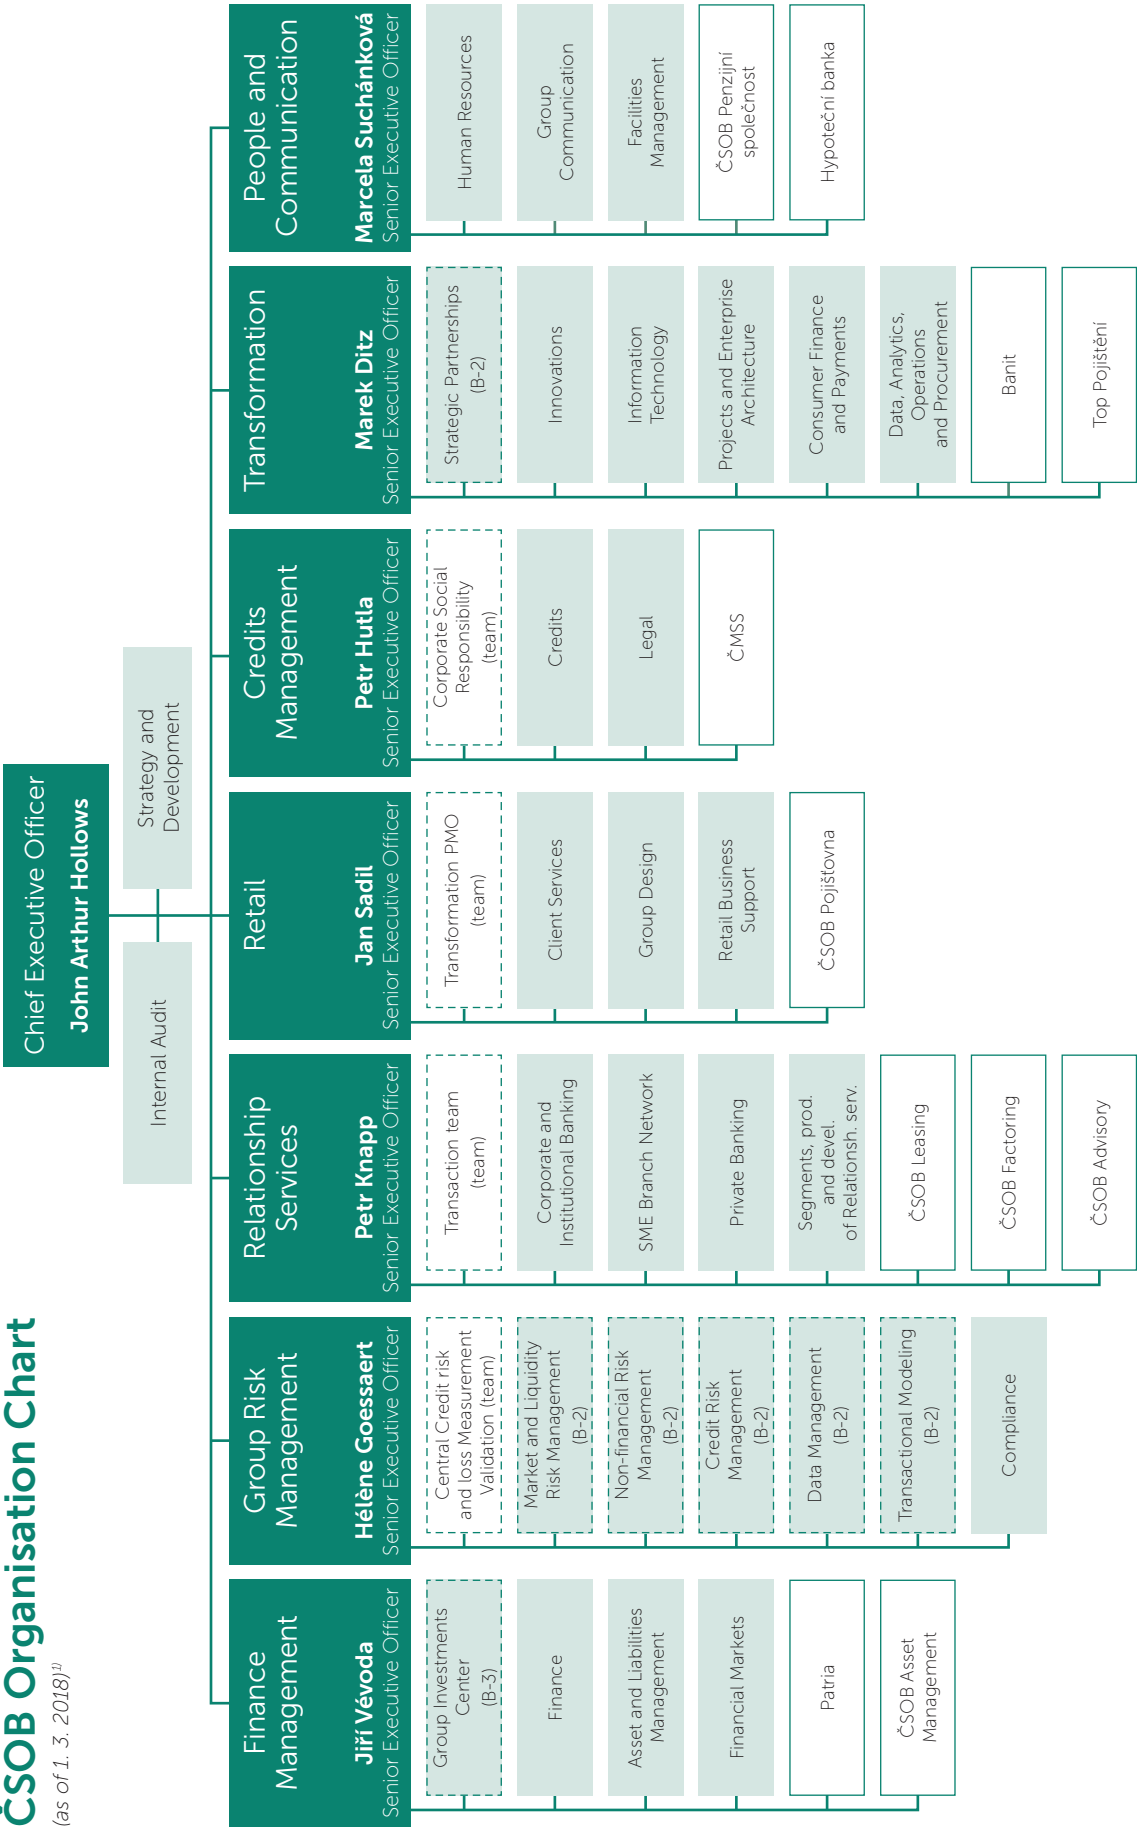 ČSOB Organisation Chart
(as of 1. 3. 2018)¹⁾
Chief Executive Officer
John Arthur Hollows
Internal Audit
Strategy and
Development
Finance
Management
Jiří Vévoda
Senior Executive Officer
Group Investments
Center
(B-3)
Finance
Asset and Liabilities
Management
Financial Markets
Patria
ČSOB Asset
Management
Group Risk
Management
Hélène Goessaert
Senior Executive Officer
Central Credit risk
and loss Measurement
Validation (team)
Market and Liquidity
Risk Management
(B-2)
Non-financial Risk
Management
(B-2)
Credit Risk
Management
(B-2)
Data Management
(B-2)
Transactional Modeling
(B-2)
Compliance
Relationship
Services
Petr Knapp
Senior Executive Officer
Transaction team
(team)
Corporate and
Institutional Banking
SME Branch Network
Private Banking
Segments, prod.
and devel.
of Relationsh. serv.
ČSOB Leasing
ČSOB Factoring
ČSOB Advisory
Retail
Jan Sadil
Senior Executive Officer
Transformation PMO
(team)
Client Services
Group Design
Retail Business
Support
ČSOB Pojišťovna
Credits
Management
Petr Hutla
Senior Executive Officer
Corporate Social
Responsibility
(team)
Credits
Legal
ČMSS
Transformation
Marek Ditz
Senior Executive Officer
Strategic Partnerships
(B-2)
Innovations
Information
Technology
Projects and Enterprise
Architecture
Consumer Finance
and Payments
Data, Analytics,
Operations
and Procurement
Banit
Top Pojištění
People and
Communication
Marcela Suchánková
Senior Executive Officer
Human Resources
Group
Communication
Facilities
Management
ČSOB Penzijní
společnost
Hypoteční banka